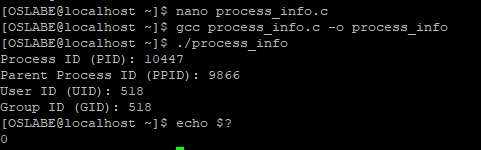 [OSLABE@localhost ~]$ nano process_info.c
[OSLABE@localhost ~]$ gcc process_info.c -o process_info
[OSLABE@localhost ~]$ ./process_info
Process ID (PID): 10447
Parent Process ID (PPID): 9866
User ID (UID): 518
Group ID (GID): 518
[OSLABE@localhost ~]$ echo $?
0